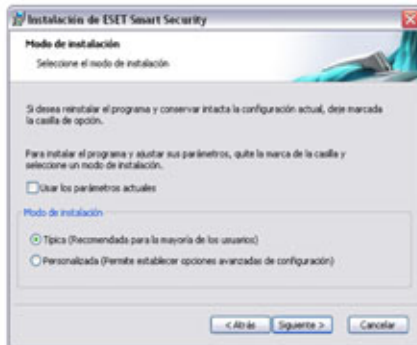 Instalación de ESET Smart Security
Modo de instalación
Seleccione el modo de instalación
Si desea reinstalar el programa y conservar intacta la configuración actual, deje marcada
la casilla de opción.
Para instalar el programa y ajustar sus parámetros, quite la marca de la casilla y
seleccione un modo de instalación.
Usar los parámetros actuales
Modo de instalación
Típica (Recomendada para la mayoría de los usuarios)
Personalizada (Permite establecer opciones avanzadas de configuración)
< Atrás
Siguiente >
Cancelar